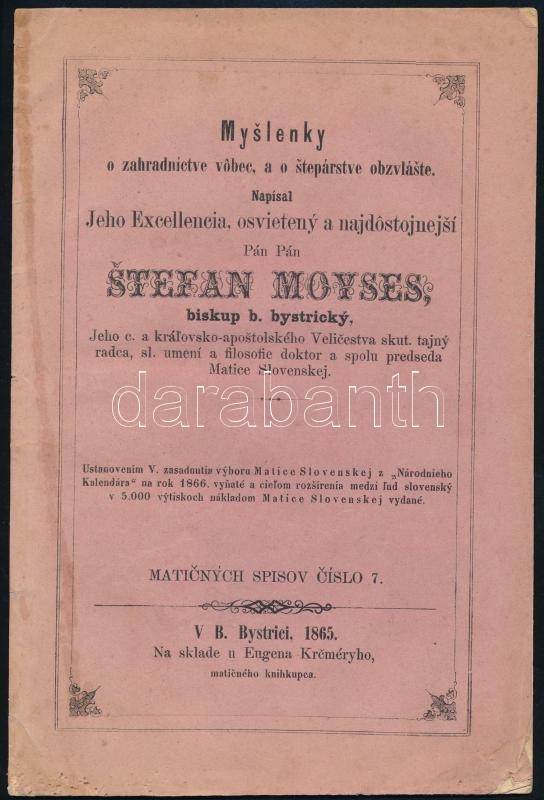 Myšlenky
o zahradníctve vôbec, a o štepárstve obzvlášte.
Napísal
Jeho Excellencia, osvietený a najdôstojnejší
Pán Pán
ŠTEFAN MOYSES,
biskup b. bystrický,
Jeho c. a kráľovsko-apoštolského Veličestva skut. tajný
radca, sl. umení a filosofie doktor a spolu predseda
Matice Slovenskej.
darabanth
Ustanovením V. zasadnutia výboru Matice Slovenskej z „Národnieho
Kalendára“ na rok 1866. vyňaté a cieľom rozšírenia medzi ľud slovenský
v 5.000 výtiskoch nákladom Matice Slovenskej vydané.
MATIČNÝCH SPISOV ČÍSLO 7.
V B. Bystrici, 1865.
Na sklade u Eugena Krčméryho,
matičného knihkupca.